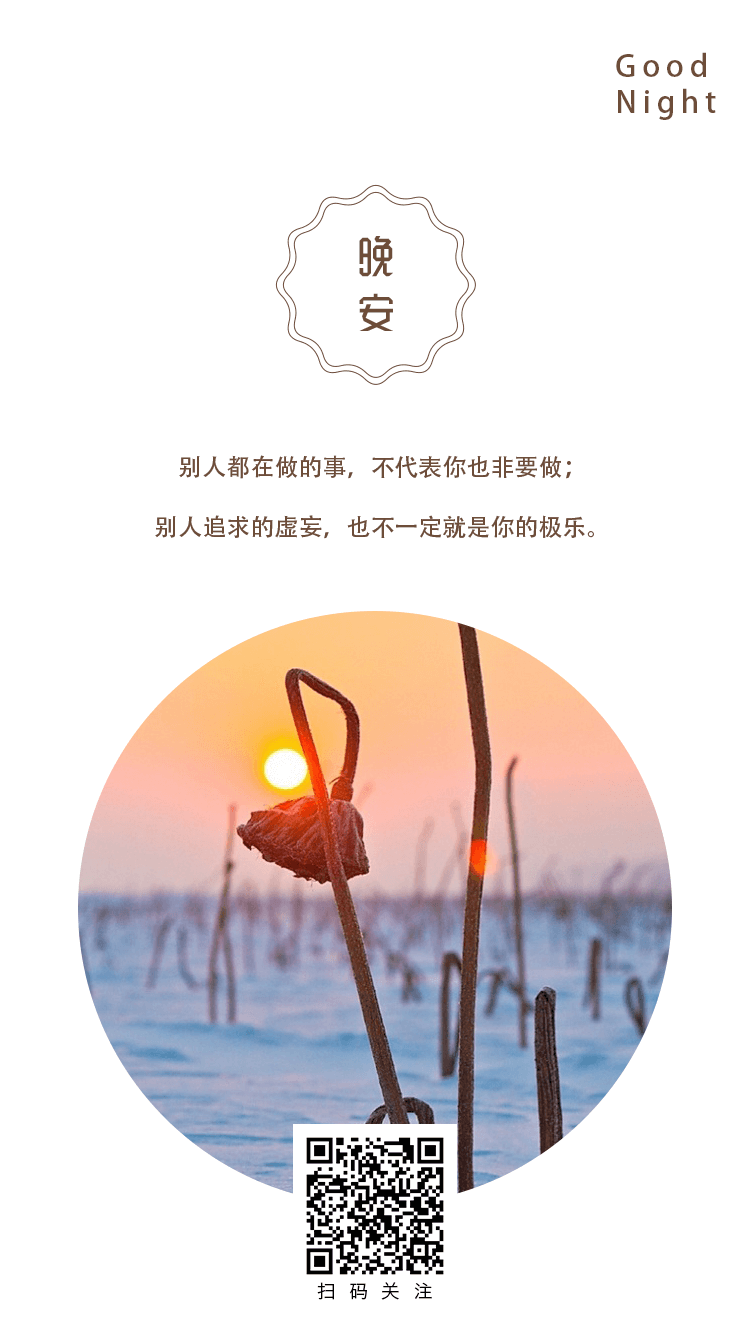 Good
Night
晚
安
别人都在做的事，不代表你也非要做；
别人追求的虚妄，也不一定就是你的极乐。
扫码关注